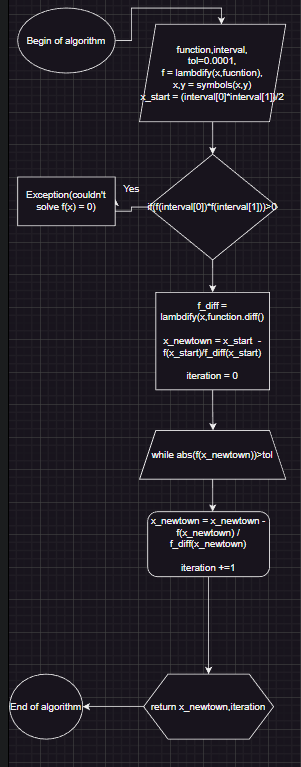 Begin of algorithm
function,interval,
tol=0.0001,
f = lambdify(x,fucntion),
x,y = symbols(x,y)
x_start = (interval[0]*interval[1])/2
Exception(couldn't
solve f(x) = 0)
Yes
if(f(interval[0])*f(interval[1]))>0
f_diff =
lambdify(x,function.diff()
x_newtown = x_start -
f(x_start)/f_diff(x_start)
iteration = 0
while abs(f(x_newtown))>tol
x_newtown = x_newtown -
f(x_newtown) /
f_diff(x_newtown)
iteration +=1
End of algorithm
return x_newtown,iteration